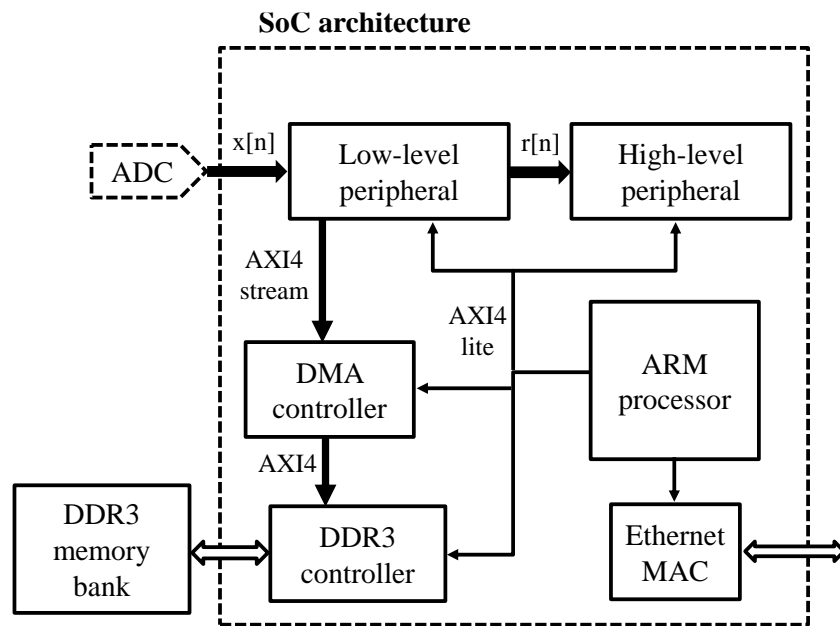 SoC architecture
ADC
x[n]
Low-level
peripheral
r[n]
High-level
peripheral
AXI4
stream
AXI4
lite
DMA
controller
ARM
processor
AXI4
DDR3
memory
bank
DDR3
controller
Ethernet
MAC